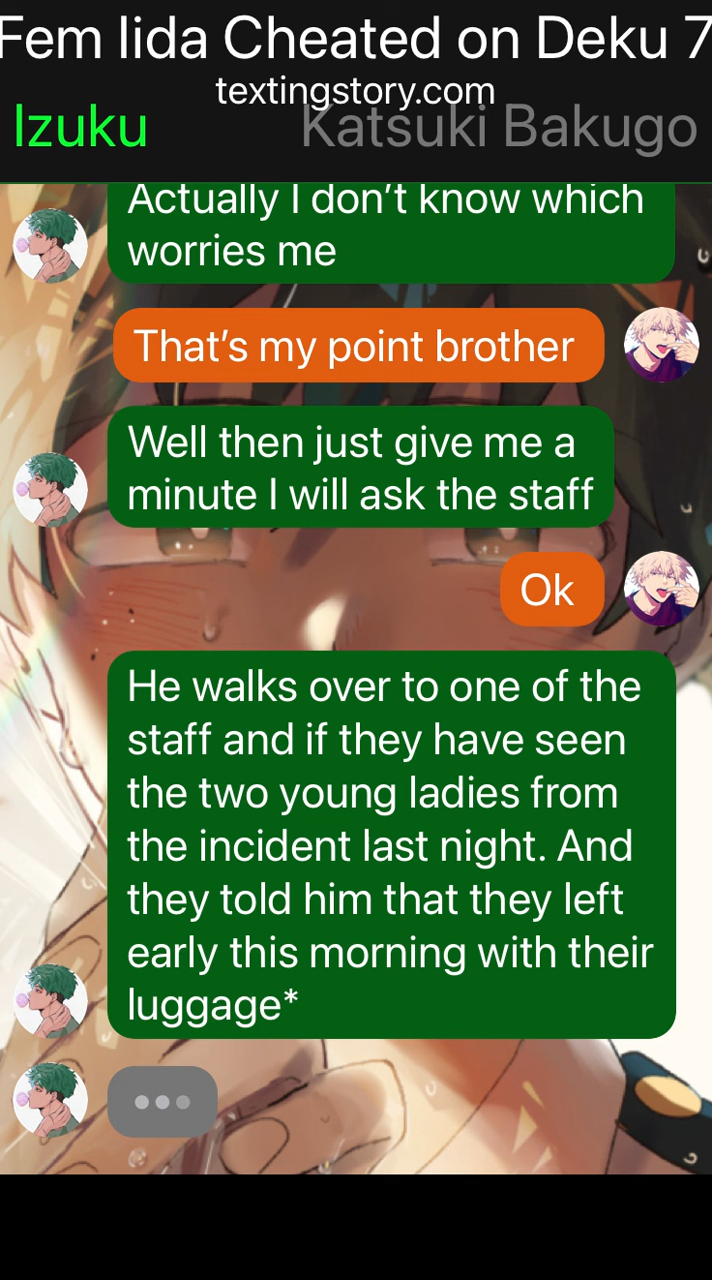 Fem Iida Cheated on Deku 7
textingstory.com
Izuku
Katsuki Bakugo
Actually I don’t know which
worries me
That’s my point brother
Well then just give me a
minute I will ask the staff
Ok
He walks over to one of the
staff and if they have seen
the two young ladies from
the incident last night. And
they told him that they left
early this morning with their
luggage*